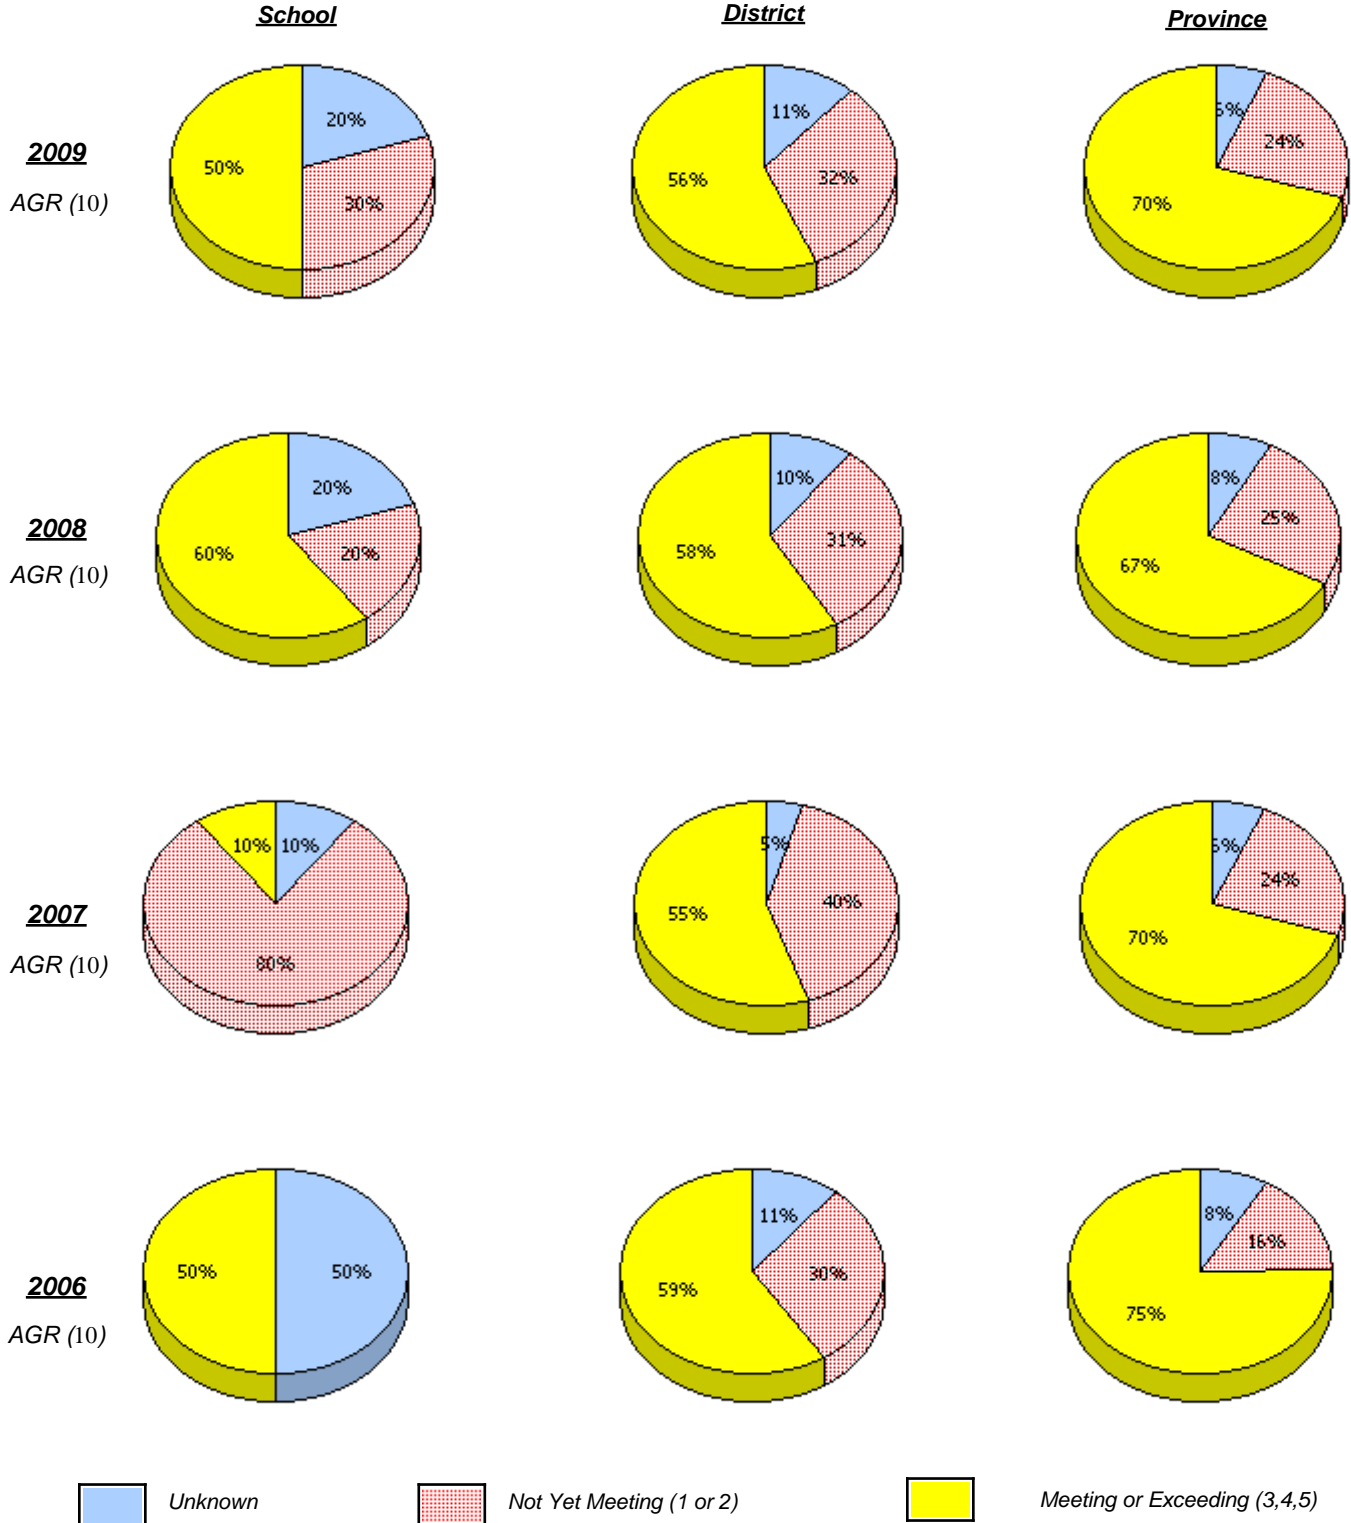 School District Province
20% 11% 6%
2009 50% 30% 56% 32% 70% 24%
AGR (10)
20% 10% 8%
2008 60% 20% 58% 31% 67% 25%
AGR (10)
10% 10% 5% 6%
2007 80% 55% 40% 70% 24%
AGR (10)
11% 8%
2006 50% 50% 59% 30% 75% 16%
AGR (10)
Unknown Not Yet Meeting (1 or 2) Meeting or Exceeding (3,4,5)